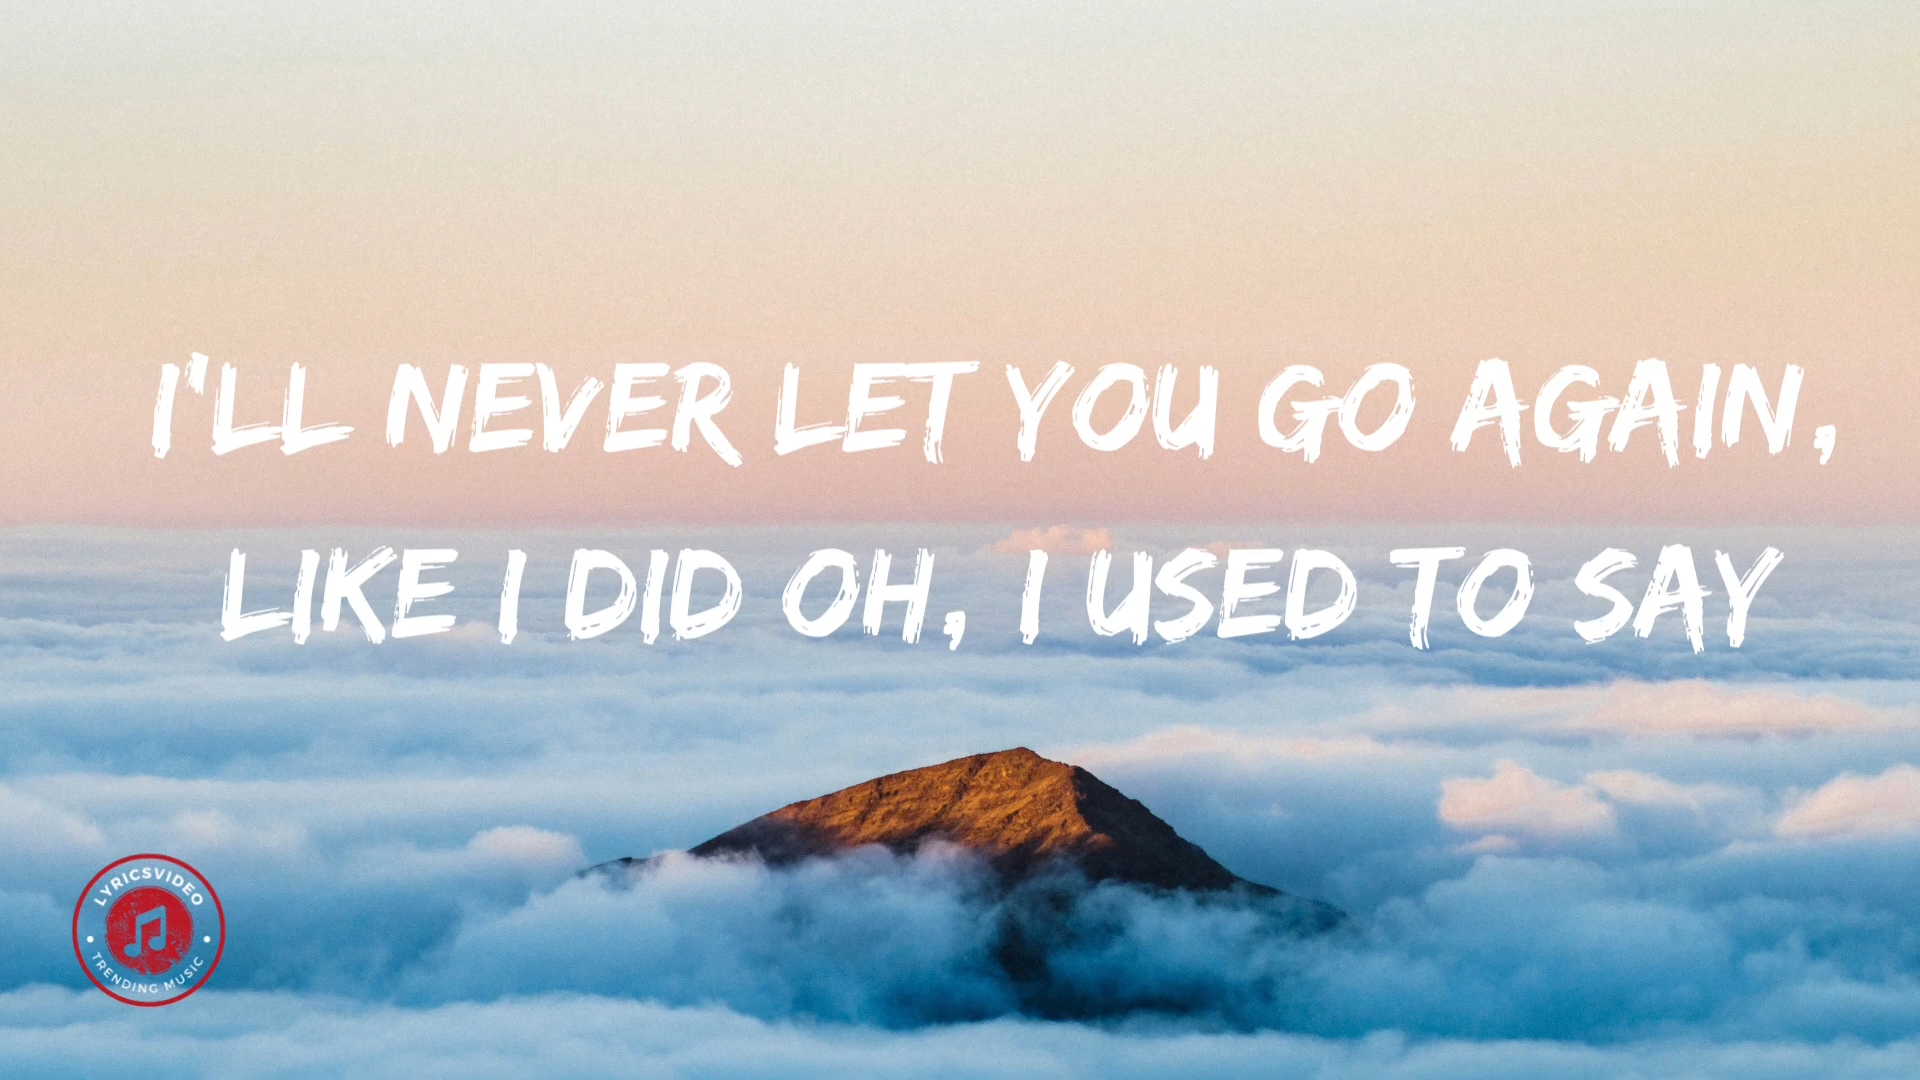 I'LL NEVER LET YOU GO AGAIN,
LIKE I DID OH, I USED TO SAY
LYRICSVIDEO
TRENDING MUSIC